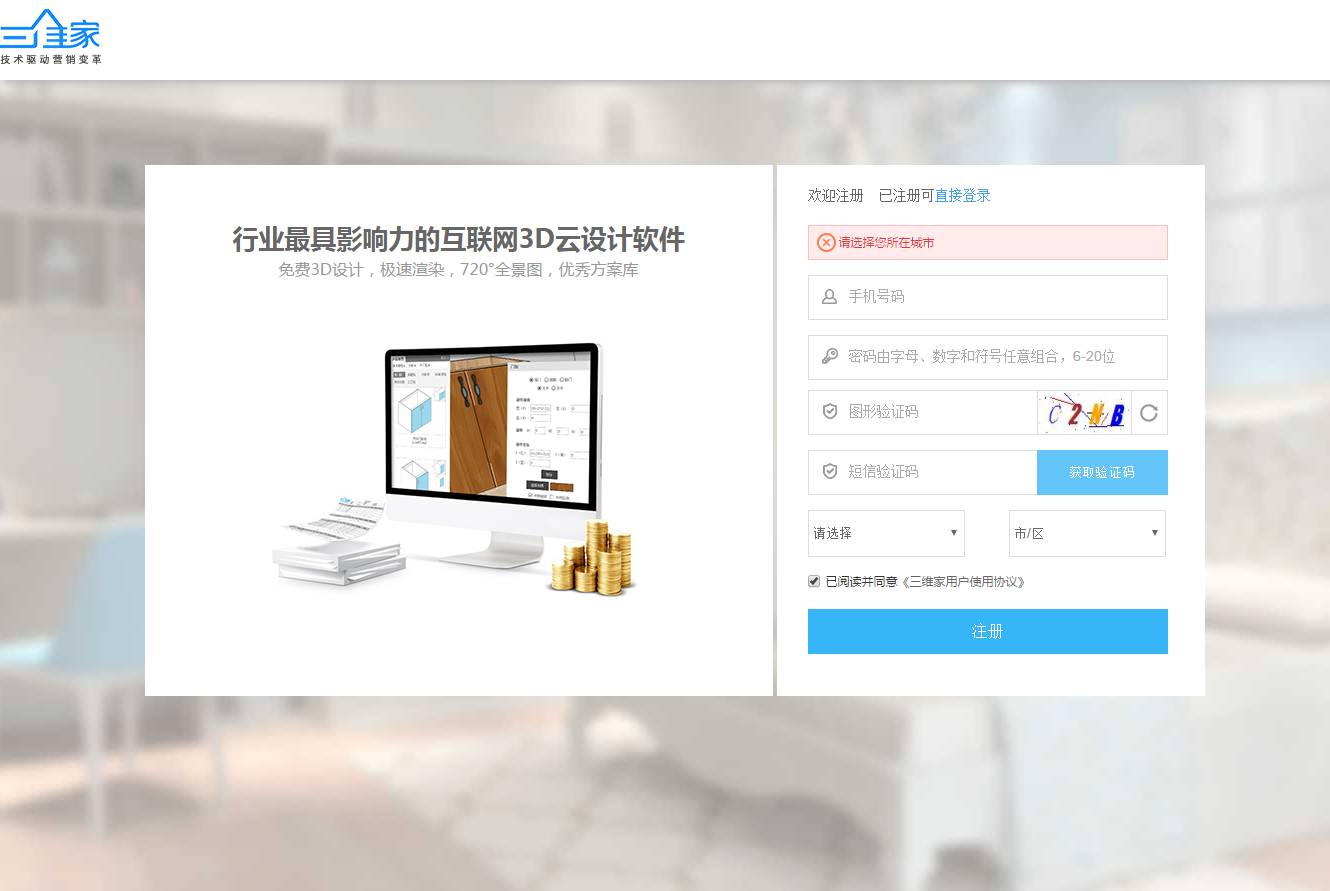 三维家
技术驱动营销变革
行业最具影响力的互联网3D云设计软件
免费3D设计，极速渲染，720°全景图，优秀方案库
欢迎注册 已注册可直接登录
请选择您所在城市
手机号码
密码由字母、数字和符号任意组合，6-20位
图形验证码
C2NB
短信验证码
获取验证码
请选择 市/区
已阅读并同意《三维家用户使用协议》
注册